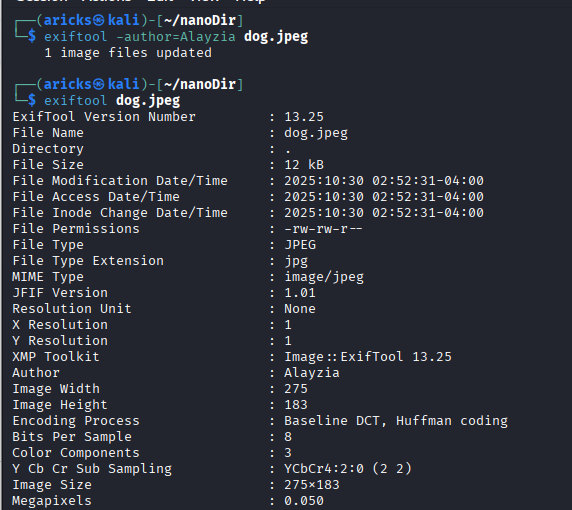 ┌──(aricks㉿kali)-[~/nanoDir]
└─$ exiftool -author=Alayzia dog.jpeg
1 image files updated
┌──(aricks㉿kali)-[~/nanoDir]
└─$ exiftool dog.jpeg
ExifTool Version Number : 13.25
File Name : dog.jpeg
Directory : .
File Size : 12 kB
File Modification Date/Time : 2025:10:30 02:52:31-04:00
File Access Date/Time : 2025:10:30 02:52:31-04:00
File Inode Change Date/Time : 2025:10:30 02:52:31-04:00
File Permissions : -rw-rw-r--
File Type : JPEG
File Type Extension : jpg
MIME Type : image/jpeg
JFIF Version : 1.01
Resolution Unit : None
X Resolution : 1
Y Resolution : 1
XMP Toolkit : Image::ExifTool 13.25
Author : Alayzia
Image Width : 275
Image Height : 183
Encoding Process : Baseline DCT, Huffman coding
Bits Per Sample : 8
Color Components : 3
Y Cb Cr Sub Sampling : YCbCr4:2:0 (2 2)
Image Size : 275×183
Megapixels : 0.050